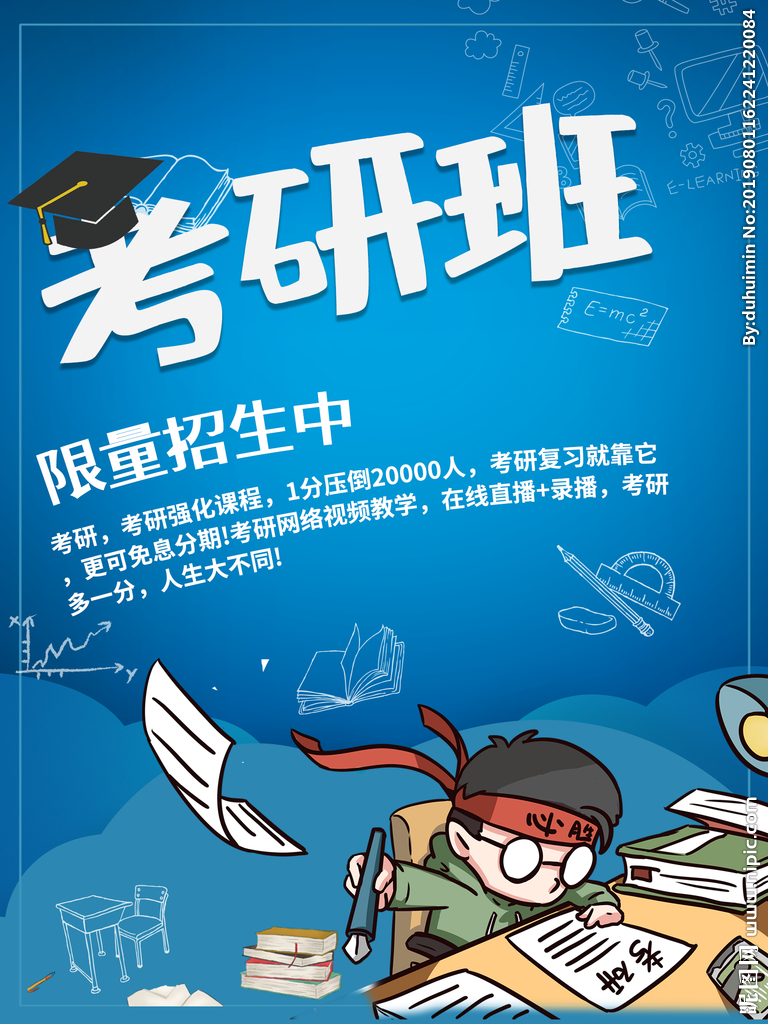 考研班
E-LEARNING
E=mc²
限量招生中
考研，考研强化课程，1分压倒20000人，考研复习就靠它
，更可免息分期!考研网络视频教学，在线直播+录播，考研
多一分，人生大不同!
x
y
必胜
考研
By:duhuimin No:20190801162241220084
昵图网 www.nipic.com